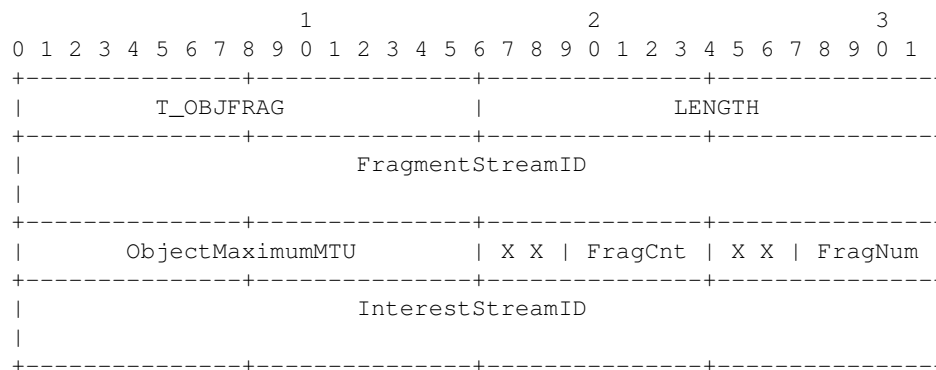 1                   2                   3
0 1 2 3 4 5 6 7 8 9 0 1 2 3 4 5 6 7 8 9 0 1 2 3 4 5 6 7 8 9 0 1
+---------------+---------------+---------------+---------------
|         T_OBJFRAG             |             LENGTH
+---------------+---------------+---------------+---------------
|                       FragmentStreamID
|
+---------------+---------------+---------------+---------------
|       ObjectMaximumMTU        | X X | FragCnt | X X | FragNum
+---------------+---------------+---------------+---------------
|                       InterestStreamID
|
+---------------+---------------+---------------+---------------